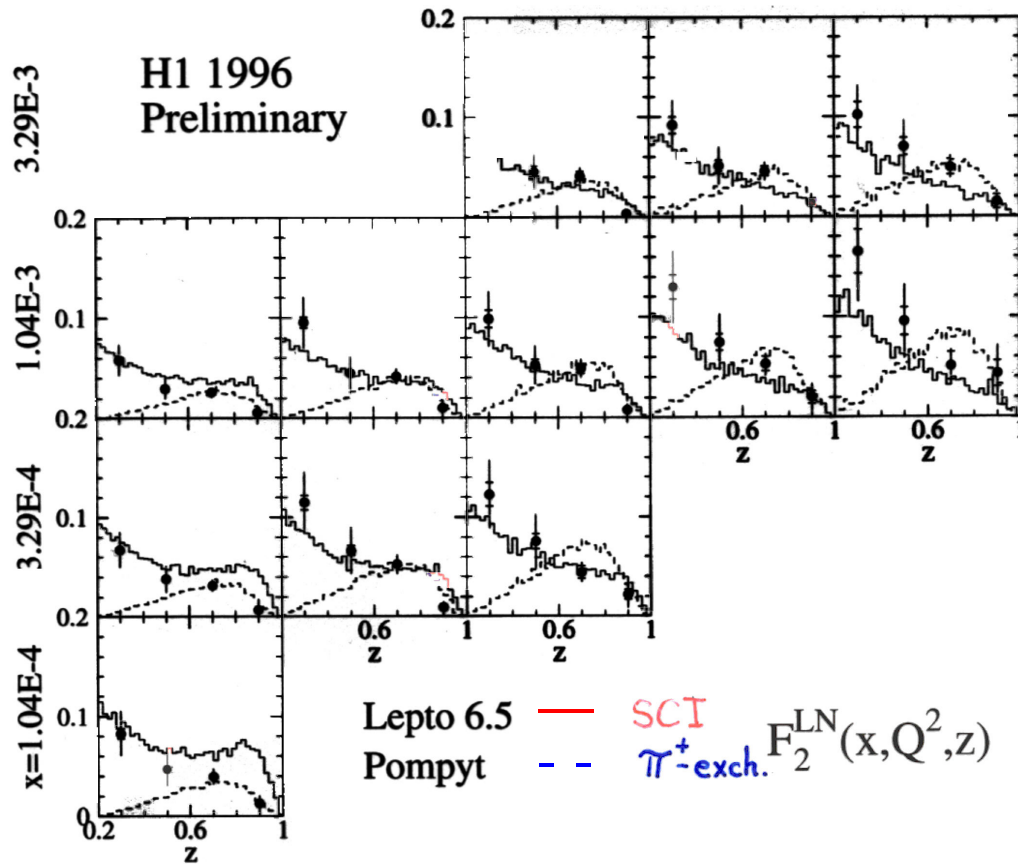 0.2
H1 1996
Preliminary
3.29E-3
0.1
0.2
1.04E-3
0.1
0.2
0.6 1 0.6 1
z z
3.29E-4
0.1
0.2
0.6 1 0.6 1
z z
x=1.04E-4
0.1
0
0.2 0.6 1
z
Lepto 6.5 SCI
Pompyt π⁺-exch.
F₂ᴸᴺ(x,Q²,z)